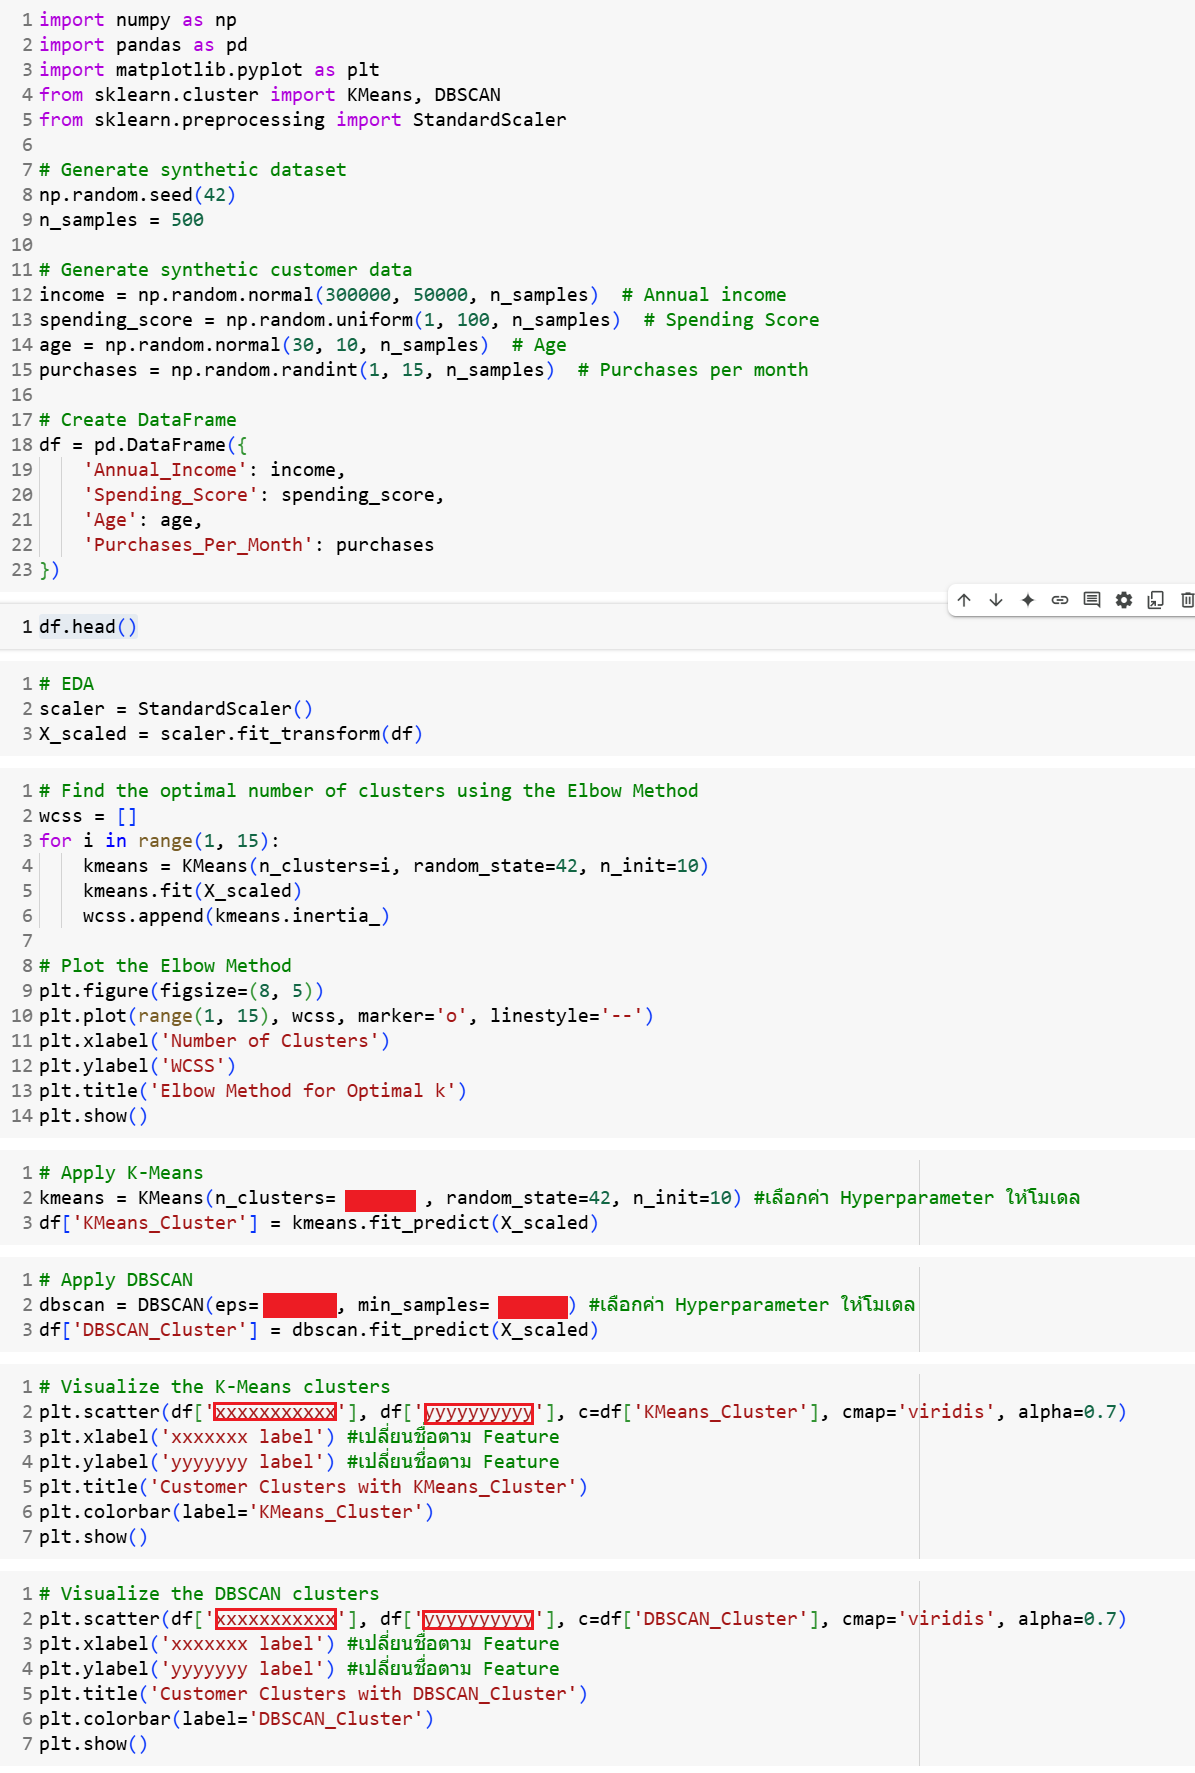 1 import numpy as np
2 import pandas as pd
3 import matplotlib.pyplot as plt
4 from sklearn.cluster import KMeans, DBSCAN
5 from sklearn.preprocessing import StandardScaler
6
7 # Generate synthetic dataset
8 np.random.seed(42)
9 n_samples = 500
10
11 # Generate synthetic customer data
12 income = np.random.normal(300000, 50000, n_samples)  # Annual income
13 spending_score = np.random.uniform(1, 100, n_samples)  # Spending Score
14 age = np.random.normal(30, 10, n_samples)  # Age
15 purchases = np.random.randint(1, 15, n_samples)  # Purchases per month
16
17 # Create DataFrame
18 df = pd.DataFrame({
19     'Annual_Income': income,
20     'Spending_Score': spending_score,
21     'Age': age,
22     'Purchases_Per_Month': purchases
23 })
1 df.head()
1 # EDA
2 scaler = StandardScaler()
3 X_scaled = scaler.fit_transform(df)
1 # Find the optimal number of clusters using the Elbow Method
2 wcss = []
3 for i in range(1, 15):
4     kmeans = KMeans(n_clusters=i, random_state=42, n_init=10)
5     kmeans.fit(X_scaled)
6     wcss.append(kmeans.inertia_)
7
8 # Plot the Elbow Method
9 plt.figure(figsize=(8, 5))
10 plt.plot(range(1, 15), wcss, marker='o', linestyle='--')
11 plt.xlabel('Number of Clusters')
12 plt.ylabel('WCSS')
13 plt.title('Elbow Method for Optimal k')
14 plt.show()
1 # Apply K-Means
2 kmeans = KMeans(n_clusters= , random_state=42, n_init=10) #เลือกค่า Hyperparameter ให้โมเดล
3 df['KMeans_Cluster'] = kmeans.fit_predict(X_scaled)
1 # Apply DBSCAN
2 dbscan = DBSCAN(eps= , min_samples= ) #เลือกค่า Hyperparameter ให้โมเดล
3 df['DBSCAN_Cluster'] = dbscan.fit_predict(X_scaled)
1 # Visualize the K-Means clusters
2 plt.scatter(df['xxxxxxxxxxx'], df['yyyyyyyyyy'], c=df['KMeans_Cluster'], cmap='viridis', alpha=0.7)
3 plt.xlabel('xxxxxxx label') #เปลี่ยนชื่อตาม Feature
4 plt.ylabel('yyyyyyy label') #เปลี่ยนชื่อตาม Feature
5 plt.title('Customer Clusters with KMeans_Cluster')
6 plt.colorbar(label='KMeans_Cluster')
7 plt.show()
1 # Visualize the DBSCAN clusters
2 plt.scatter(df['xxxxxxxxxxx'], df['yyyyyyyyyy'], c=df['DBSCAN_Cluster'], cmap='viridis', alpha=0.7)
3 plt.xlabel('xxxxxxx label') #เปลี่ยนชื่อตาม Feature
4 plt.ylabel('yyyyyyy label') #เปลี่ยนชื่อตาม Feature
5 plt.title('Customer Clusters with DBSCAN_Cluster')
6 plt.colorbar(label='DBSCAN_Cluster')
7 plt.show()